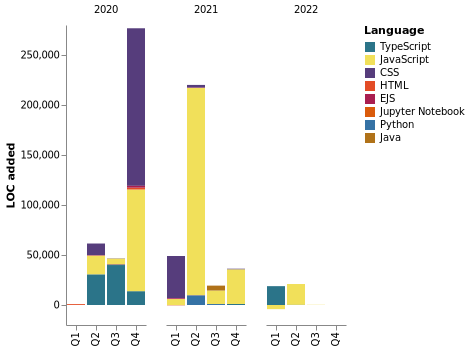 2020 2021 2022
Language
TypeScript
JavaScript
CSS
HTML
EJS
Jupyter Notebook
Python
Java
LOC added
250,000
200,000
150,000
100,000
50,000
0
Q1 Q2 Q3 Q4 Q1 Q2 Q3 Q4 Q1 Q2 Q3 Q4